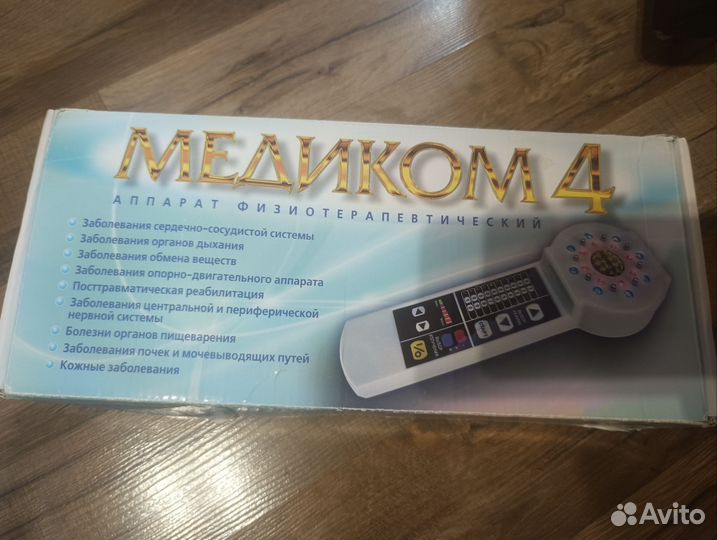 МЕДИКОМ 4
АППАРАТ ФИЗИОТЕРАПЕВТИЧЕСКИЙ
Заболевания сердечно-сосудистой системы
Заболевания органов дыхания
Заболевания обмена веществ
Заболевания опорно-двигательного аппарата
Посттравматическая реабилитация
Заболевания центральной и периферической
нервной системы
Болезни органов пищеварения
Заболевания почек и мочевыводящих путей
Кожные заболевания
I/O
Avito